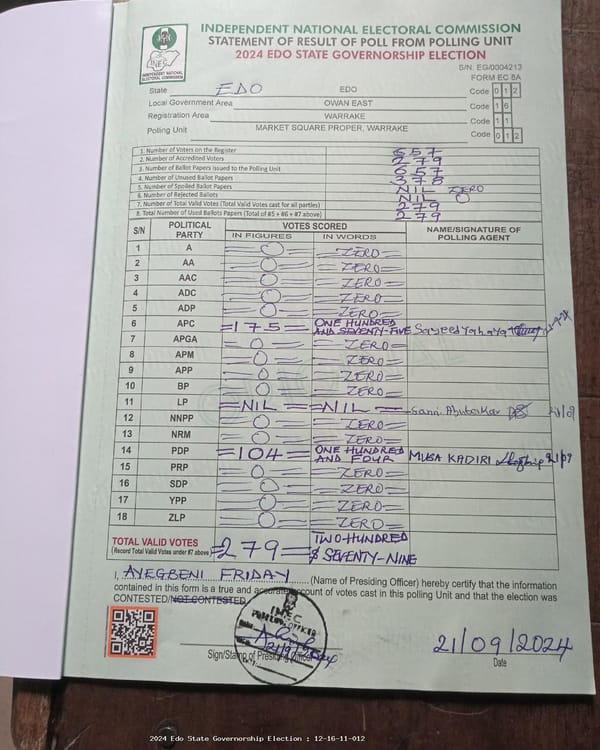 INDEPENDENT NATIONAL ELECTORAL COMMISSION
STATEMENT OF RESULT OF POLL FROM POLLING UNIT
2024 EDO STATE GOVERNORSHIP ELECTION
INEC
INDEPENDENT NATIONAL ELECTORAL COMMISSION
S/N: EG/0004213
FORM EC 8A
State EDO EDO Code 0 1 2
Local Government Area OWAN EAST Code 1 6
Registration Area WARRAKE Code 1 1
Polling Unit MARKET SQUARE PROPER, WARRAKE Code 0 1 2
1. Number of Voters on the Register 657
2. Number of Accredited Voters 279
3. Number of Ballot Papers Issued to the Polling Unit 657
4. Number of Unused Ballot Papers 378
5. Number of Spoiled Ballot Papers NIL ZERO
6. Number of Rejected Ballots NIL 0
7. Number of Total Valid Votes (Total Valid Votes cast for all parties) 279
8. Total Number of Used Ballots Papers (Total of #5 + #6 + #7 above) 279
S/N POLITICAL PARTY VOTES SCORED NAME/SIGNATURE OF POLLING AGENT
IN FIGURES IN WORDS
1 A 0 ZERO
2 AA 0 ZERO
3 AAC 0 ZERO
4 ADC 0 ZERO
5 ADP 0 ZERO
6 APC =175= ONE HUNDRED AND SEVENTY-FIVE Sayeed Yahaya
7 APGA 0 ZERO
8 APM 0 ZERO
9 APP 0 ZERO
10 BP 0 ZERO
11 LP =NIL= =NIL= Sanni Abubakar
12 NNPP 0 ZERO
13 NRM 0 ZERO
14 PDP =104= ONE HUNDRED AND FOUR MUSA KADIRI 21/09
15 PRP 0 ZERO
16 SDP 0 ZERO
17 YPP 0 ZERO
18 ZLP 0 ZERO
TOTAL VALID VOTES =279= TWO-HUNDRED
(Record Total Valid Votes under #7 above) & SEVENTY-NINE
I, AYEGBENI FRIDAY (Name of Presiding Officer) hereby certify that the information
contained in this form is a true and accurate account of votes cast in this polling Unit and that the election was
CONTESTED/NOT CONTESTED
INEC
21/9/2024
21/09/2024
Sign/Stamp of Presiding Officer Date
2024 Edo State Governorship Election : 12-16-11-012